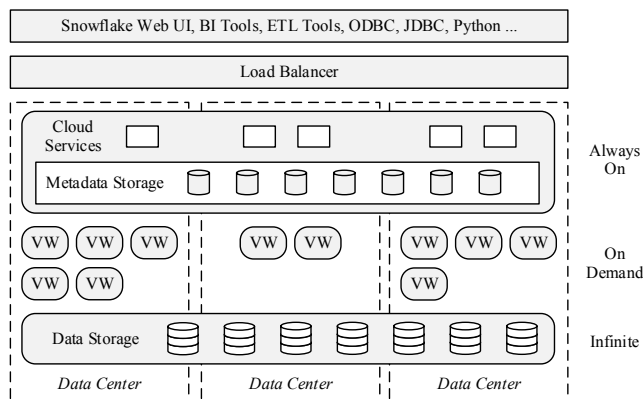 Snowflake Web UI, BI Tools, ETL Tools, ODBC, JDBC, Python ...
Load Balancer
Cloud
Services
Metadata Storage
Always
On
VW VW VW VW VW VW VW VW
VW VW VW
On
Demand
Data Storage
Infinite
Data Center Data Center Data Center